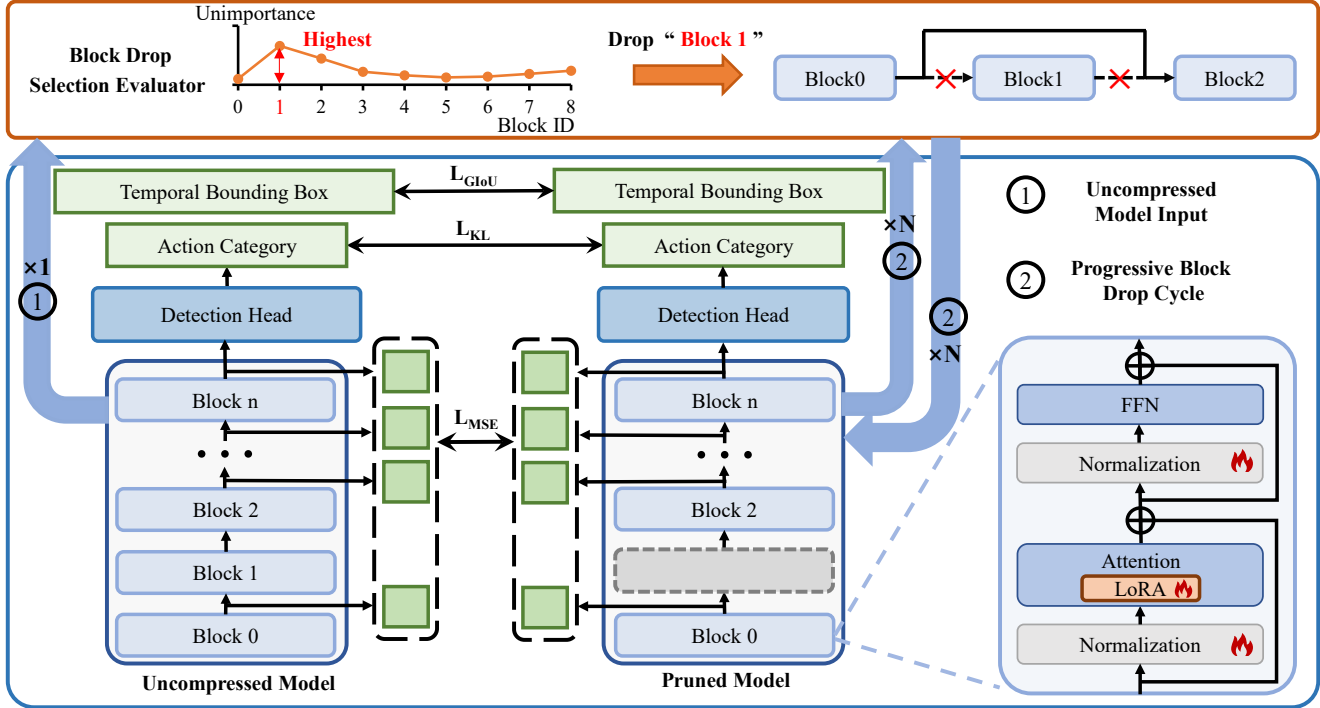 Block Drop
Selection Evaluator
Unimportance
Highest
0 1 2 3 4 5 6 7 8
Block ID
Drop “ Block 1 ”
Block0
Block1
Block2
Temporal Bounding Box
L_GIoU
Temporal Bounding Box
Action Category
L_KL
Action Category
×1
1
Detection Head
Detection Head
×N
2
2
×N
1
Uncompressed
Model Input
2
Progressive Block
Drop Cycle
Block n
• • •
Block 2
Block 1
Block 0
Uncompressed Model
L_MSE
Block n
• • •
Block 2
Block 0
Pruned Model
FFN
Normalization
Attention
LoRA
Normalization